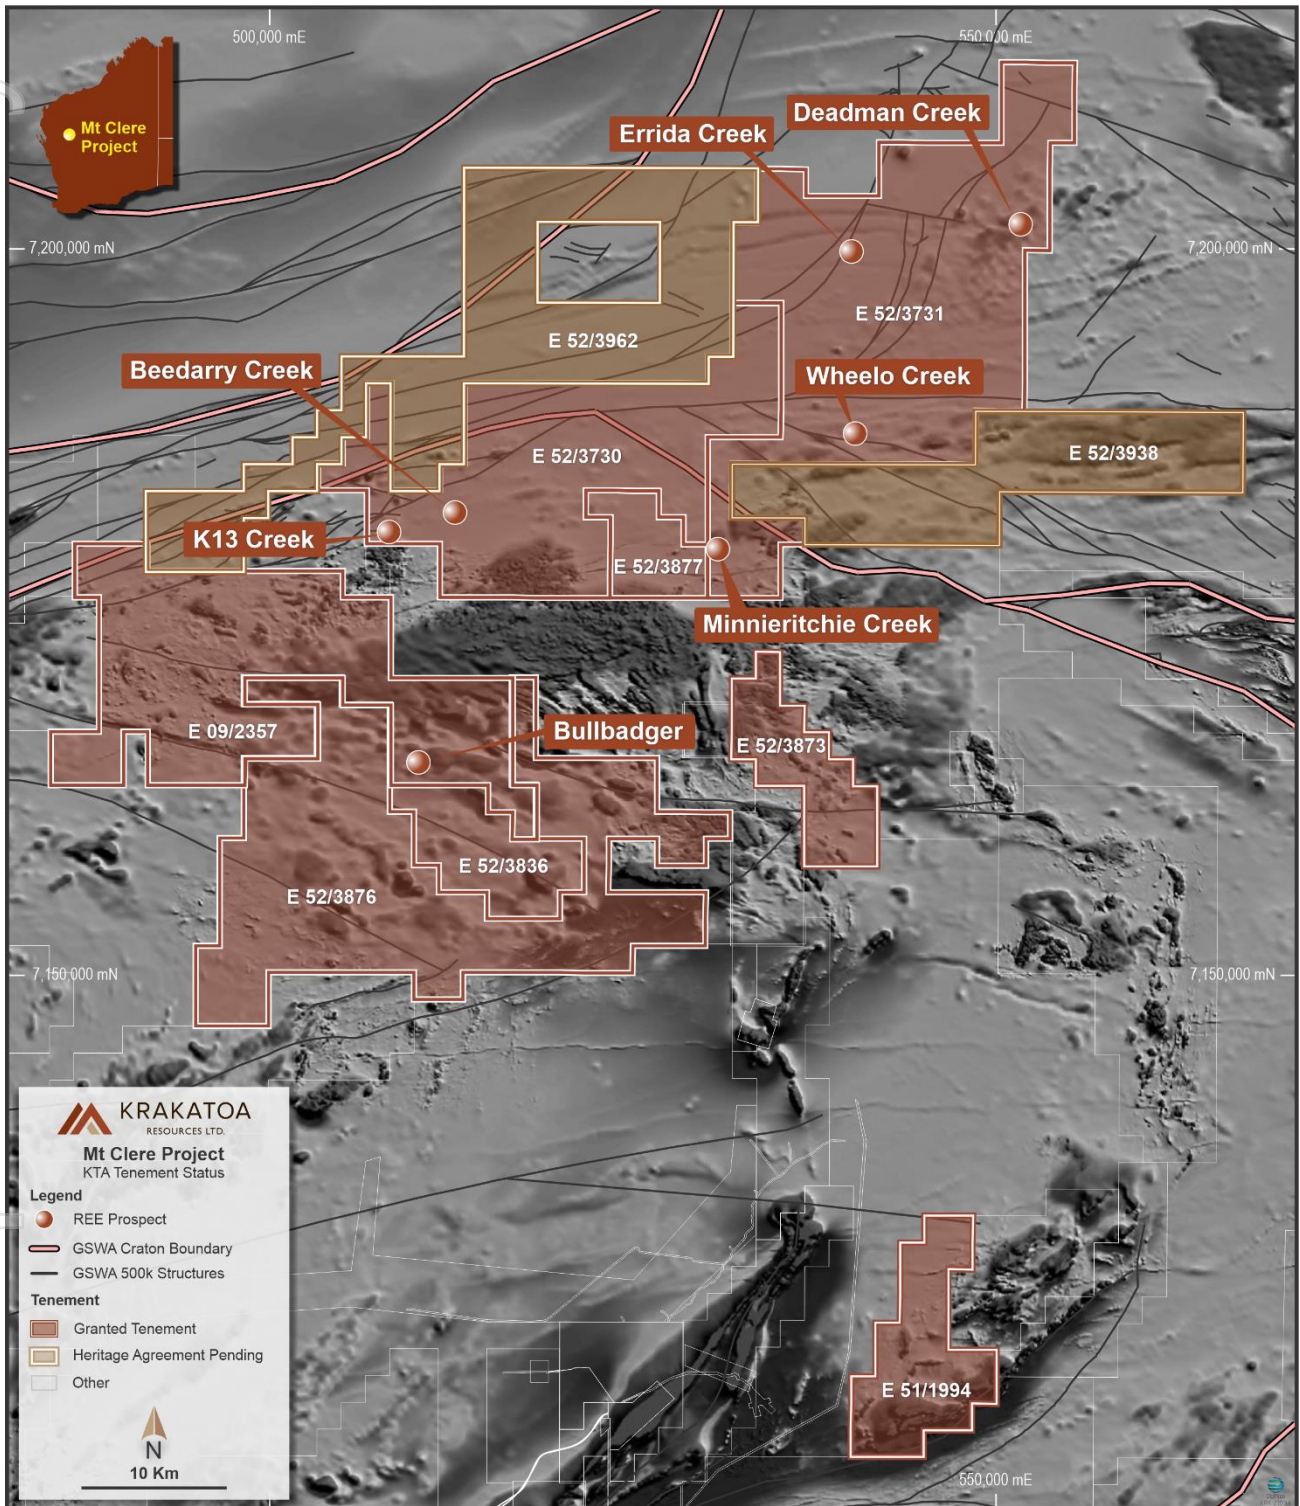 500,000 mE
550,000 mE
Mt Clere
Project
Deadman Creek
Errida Creek
7,200,000 mN
7,200,000 mN
E 52/3731
E 52/3962
Beedarry Creek
Wheelo Creek
E 52/3730
E 52/3938
K13 Creek
E 52/3877
Minnieritchie Creek
E 09/2357
Bullbadger
E 52/3873
E 52/3836
E 52/3876
7,150,000 mN
7,150,000 mN
KRAKATOA
RESOURCES LTD.
Mt Clere Project
KTA Tenement Status
Legend
REE Prospect
GSWA Craton Boundary
GSWA 500k Structures
Tenement
Granted Tenement
Heritage Agreement Pending
Other
N
10 Km
E 51/1994
550,000 mE